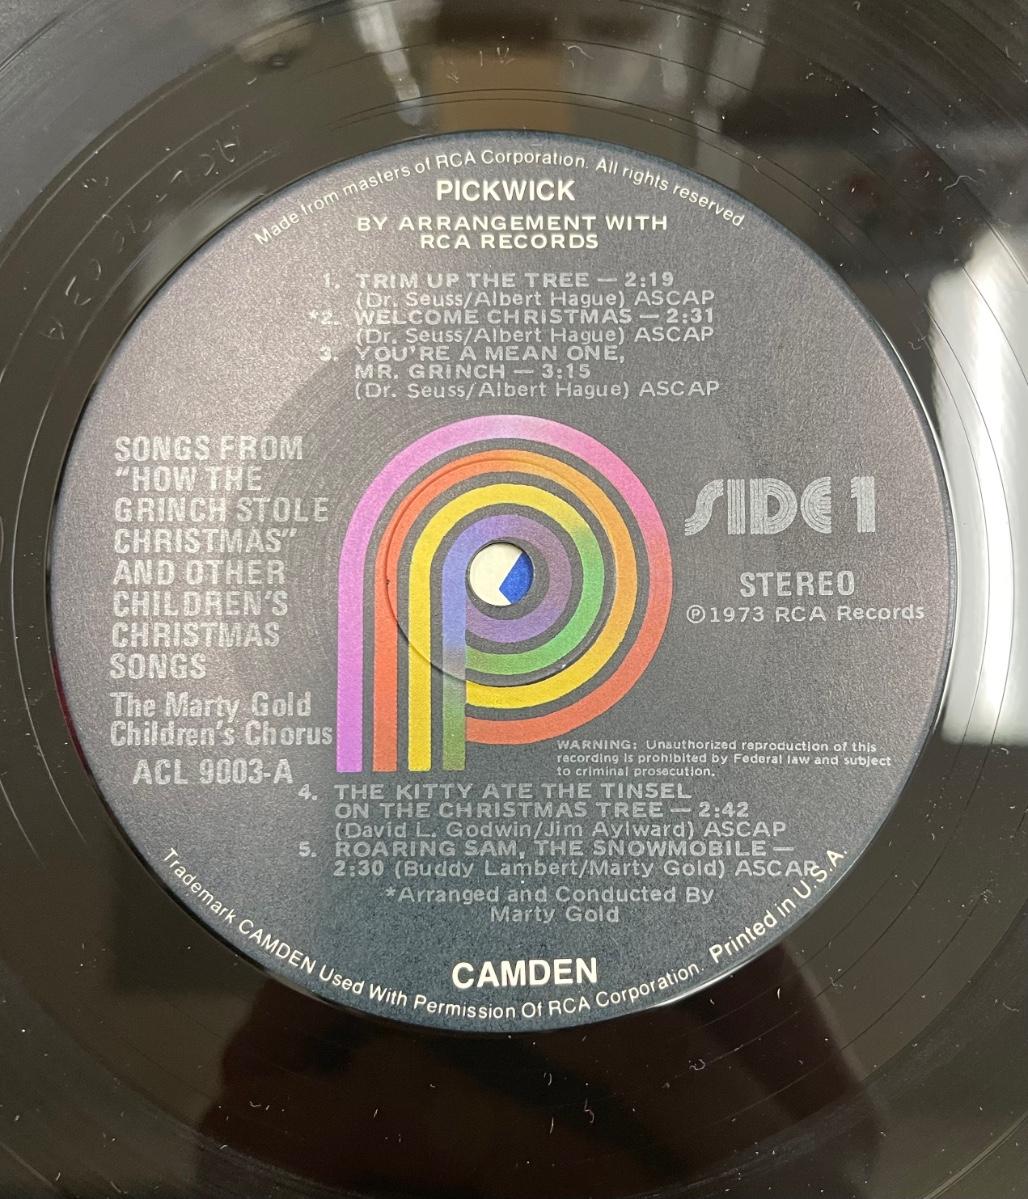 Made from masters of RCA Corporation. All rights reserved
PICKWICK
BY ARRANGEMENT WITH
RCA RECORDS
1. TRIM UP THE TREE — 2:19
(Dr. Seuss/Albert Hague) ASCAP
*2. WELCOME CHRISTMAS — 2:31
(Dr. Seuss/Albert Hague) ASCAP
3. YOU'RE A MEAN ONE,
MR. GRINCH — 3:15
(Dr. Seuss/Albert Hague) ASCAP
SONGS FROM
"HOW THE
GRINCH STOLE
CHRISTMAS"
AND OTHER
CHILDREN'S
CHRISTMAS
SONGS
The Marty Gold
Children's Chorus
ACL 9003-A
SIDE 1
STEREO
Ⓟ1973 RCA Records
WARNING: Unauthorized reproduction of this
recording is prohibited by Federal law and subject
to criminal prosecution.
4. THE KITTY ATE THE TINSEL
ON THE CHRISTMAS TREE — 2:42
(David L. Godwin/Jim Aylward) ASCAP
5. ROARING SAM, THE SNOWMOBILE —
2:30 (Buddy Lambert/Marty Gold) ASCAP
*Arranged and Conducted By
Marty Gold
CAMDEN
Trademark CAMDEN Used With Permission Of RCA Corporation. Printed in U.S.A.